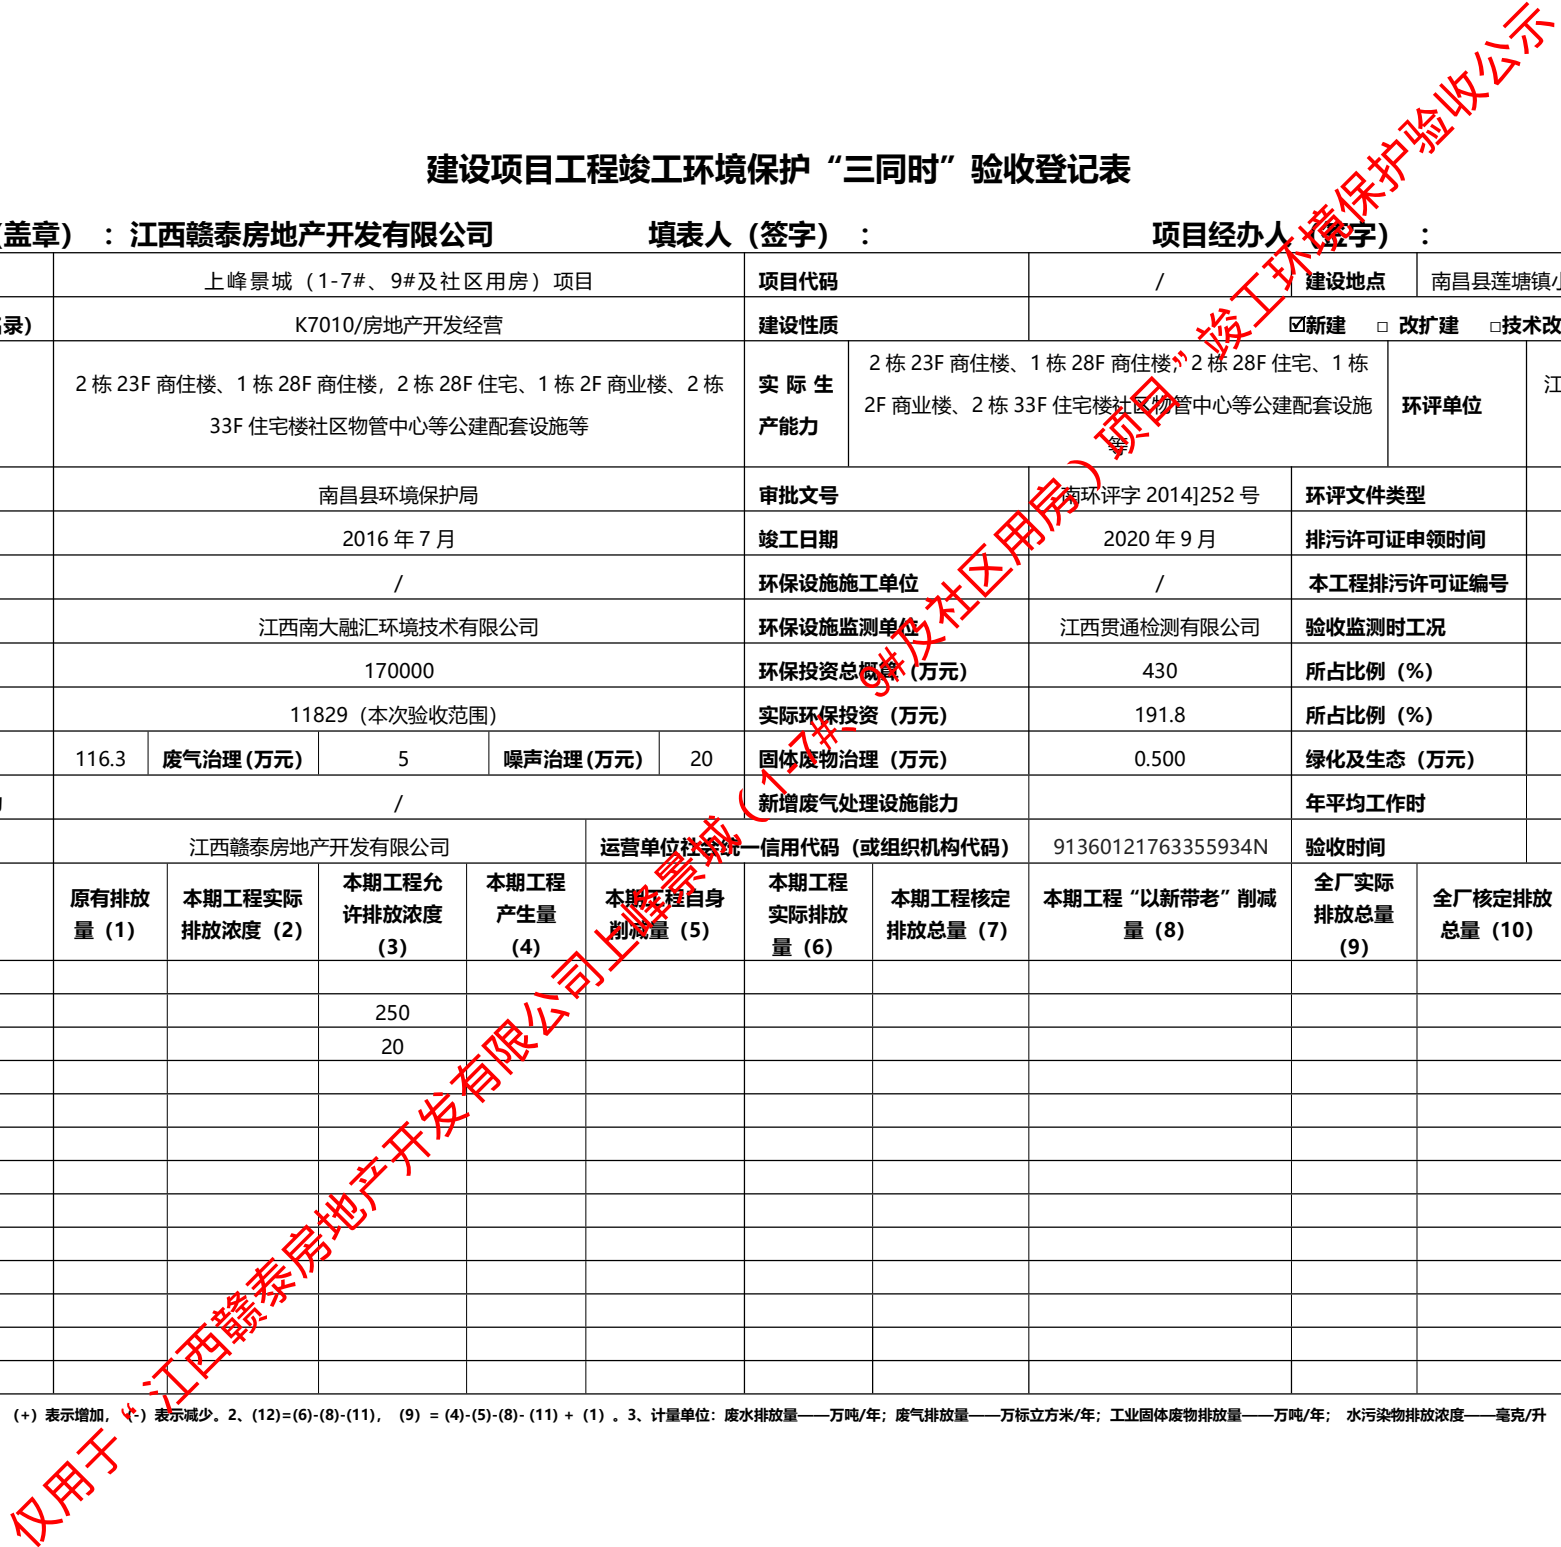 建设项目工程竣工环境保护“三同时”验收登记表
（盖章）：江西赣泰房地产开发有限公司 填表人（签字）： 项目经办人（签字）：
上峰景城（1-7#、9#及社区用房）项目 项目代码 / 建设地点 南昌县莲塘镇小
录） K7010/房地产开发经营 建设性质 ☑新建 □ 改扩建 □技术改
2 栋 23F 商住楼、1 栋 28F 商住楼，2 栋 28F 住宅、1 栋 2F 商业楼、2 栋
33F 住宅楼社区物管中心等公建配套设施等
实 际 生
产能力
2 栋 23F 商住楼、1 栋 28F 商住楼，2 栋 28F 住宅、1 栋
2F 商业楼、2 栋 33F 住宅楼社区物管中心等公建配套设施
等
环评单位 江
南昌县环境保护局 审批文号 南环评字 2014]252 号 环评文件类型
2016 年 7 月 竣工日期 2020 年 9 月 排污许可证申领时间
/ 环保设施施工单位 / 本工程排污许可证编号
江西南大融汇环境技术有限公司 环保设施监测单位 江西贯通检测有限公司 验收监测时工况
170000 环保投资总概算（万元） 430 所占比例（%）
11829（本次验收范围） 实际环保投资（万元） 191.8 所占比例（%）
116.3 废气治理(万元) 5 噪声治理(万元) 20 固体废物治理（万元） 0.500 绿化及生态（万元）
/ 新增废气处理设施能力 年平均工作时
江西赣泰房地产开发有限公司 运营单位社会统一信用代码（或组织机构代码） 91360121763355934N 验收时间
原有排放
量（1）
本期工程实际
排放浓度（2）
本期工程允
许排放浓度
（3）
本期工程
产生量
（4）
本期工程自身
削减量（5）
本期工程
实际排放
量（6）
本期工程核定
排放总量（7）
本期工程“以新带老”削减
量（8）
全厂实际
排放总量
（9）
全厂核定排放
总量（10）
250
20
（+）表示增加，（-）表示减少。2、(12)=(6)-(8)-(11)，（9）= (4)-(5)-(8)- (11) +（1）。3、计量单位：废水排放量——万吨/年；废气排放量——万标立方米/年；工业固体废物排放量——万吨/年； 水污染物排放浓度——毫克/升
仅用于“江西赣泰房地产开发有限公司上峰景城（1-7#、9#及社区用房）项目”竣工环境保护验收公示